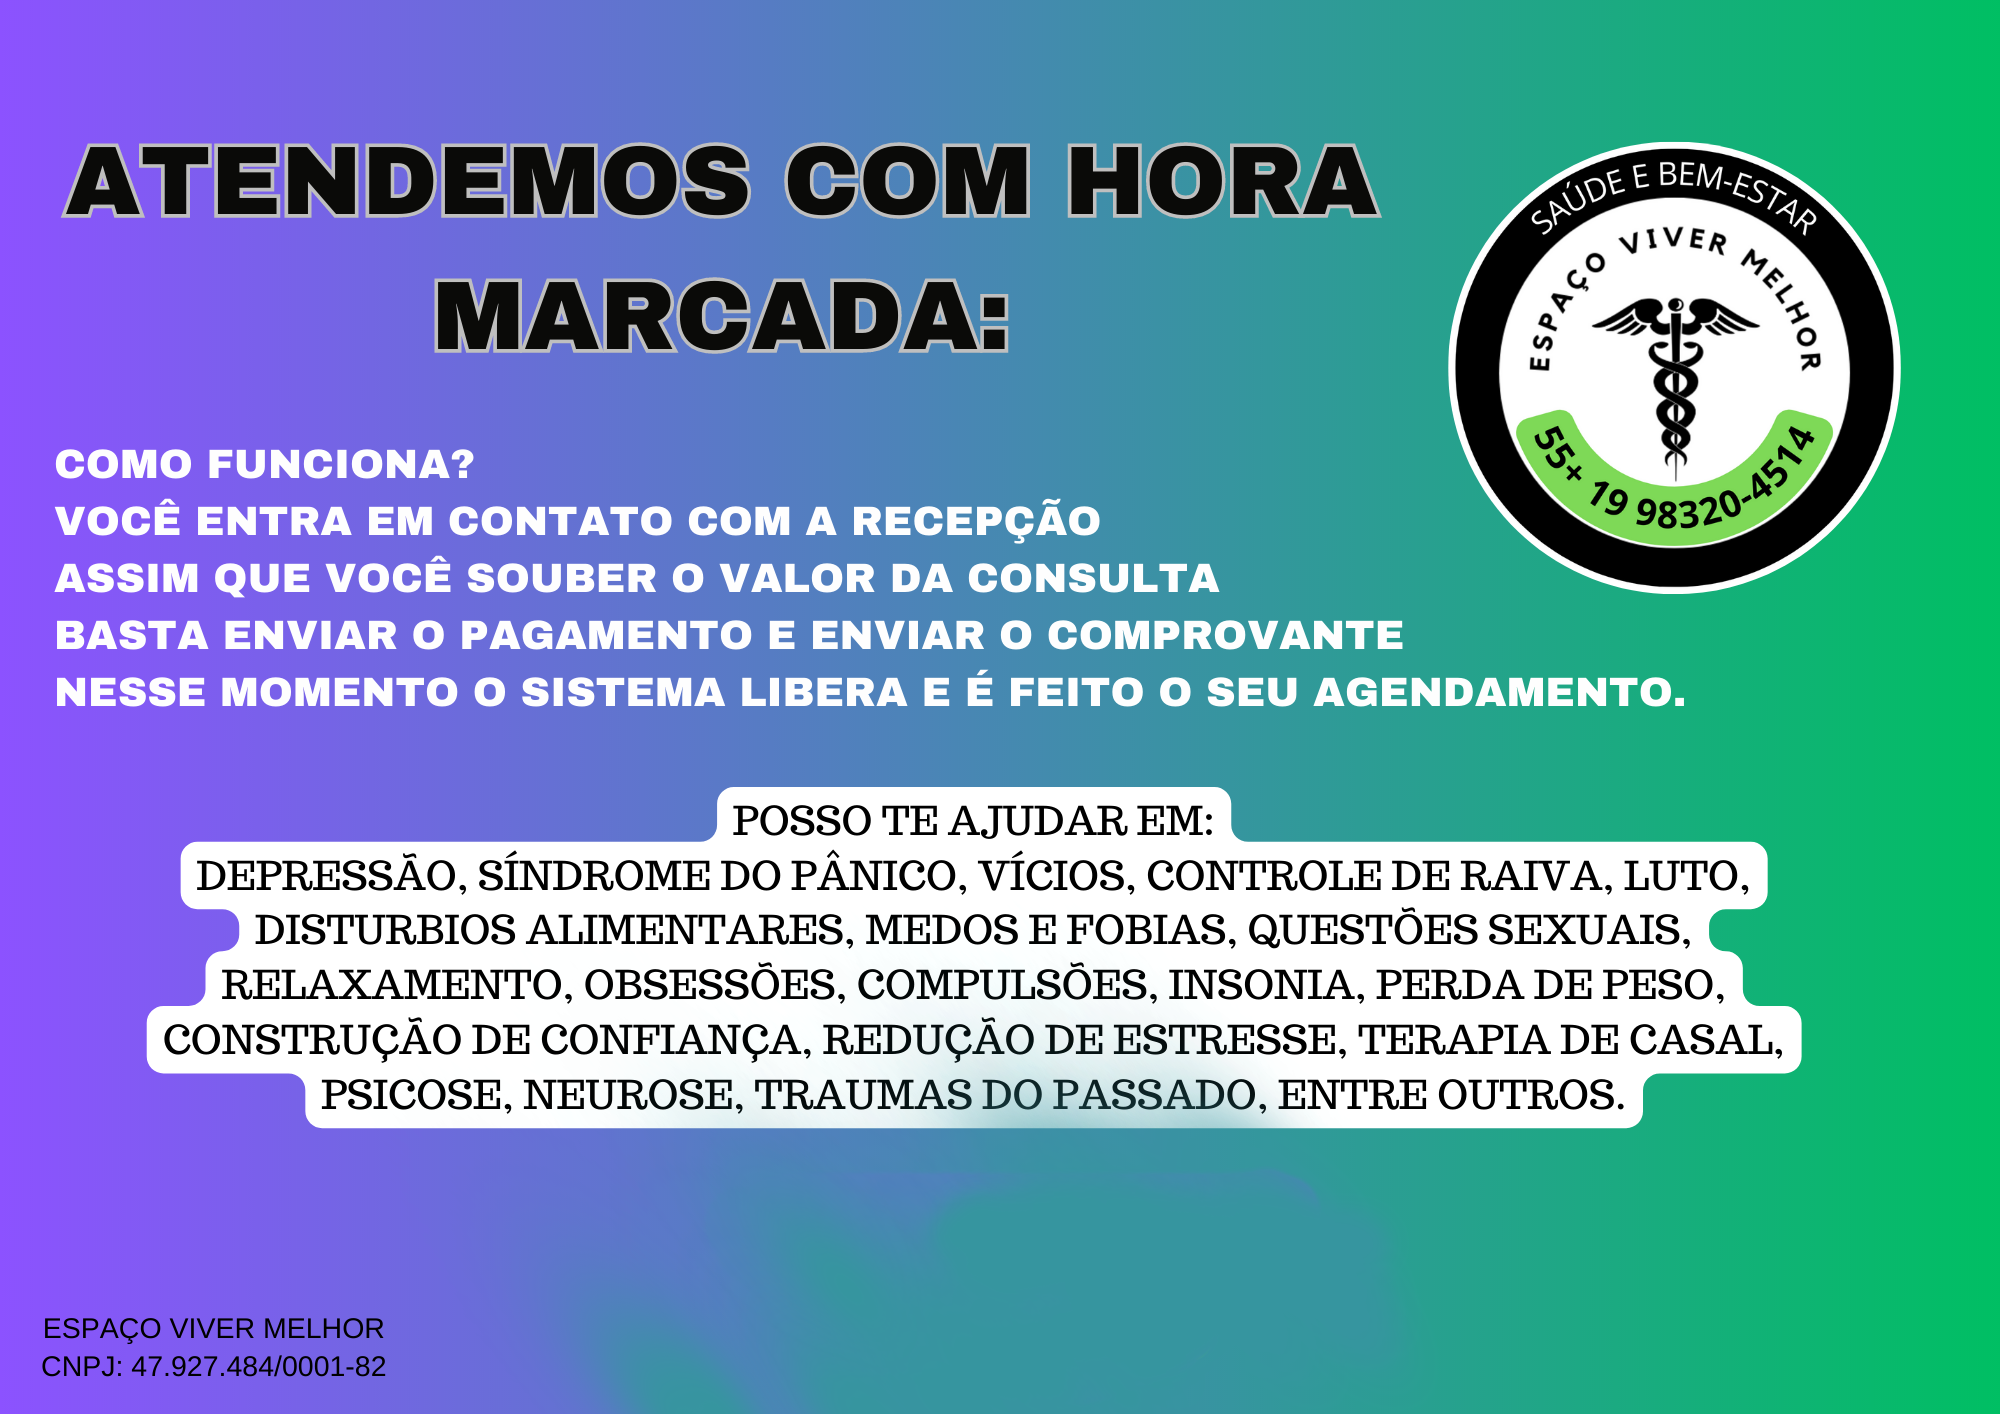 ATENDEMOS COM HORA
MARCADA:
SAÚDE E BEM-ESTAR
ESPAÇO VIVER MELHOR
55+ 19 98320-4514
COMO FUNCIONA?
VOCÊ ENTRA EM CONTATO COM A RECEPÇÃO
ASSIM QUE VOCÊ SOUBER O VALOR DA CONSULTA
BASTA ENVIAR O PAGAMENTO E ENVIAR O COMPROVANTE
NESSE MOMENTO O SISTEMA LIBERA E É FEITO O SEU AGENDAMENTO.
POSSO TE AJUDAR EM:
DEPRESSÃO, SÍNDROME DO PÂNICO, VÍCIOS, CONTROLE DE RAIVA, LUTO,
DISTURBIOS ALIMENTARES, MEDOS E FOBIAS, QUESTÕES SEXUAIS,
RELAXAMENTO, OBSESSÕES, COMPULSÕES, INSONIA, PERDA DE PESO,
CONSTRUÇÃO DE CONFIANÇA, REDUÇÃO DE ESTRESSE, TERAPIA DE CASAL,
PSICOSE, NEUROSE, TRAUMAS DO PASSADO, ENTRE OUTROS.
ESPAÇO VIVER MELHOR
CNPJ: 47.927.484/0001-82